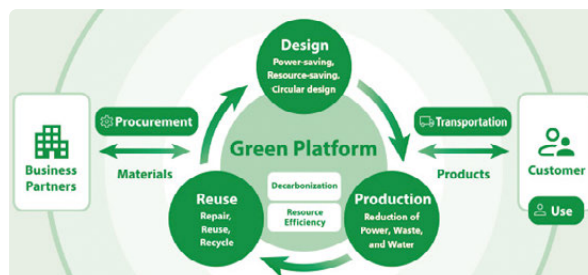 Design
Power-saving,
Resource-saving,
Circular design
Procurement
Transportation
Business
Partners
Materials
Green Platform
Products
Customer
Decarbonization
Resource
Efficiency
Reuse
Repair,
Reuse,
Recycle
Production
Reduction of
Power, Waste,
and Water
Use